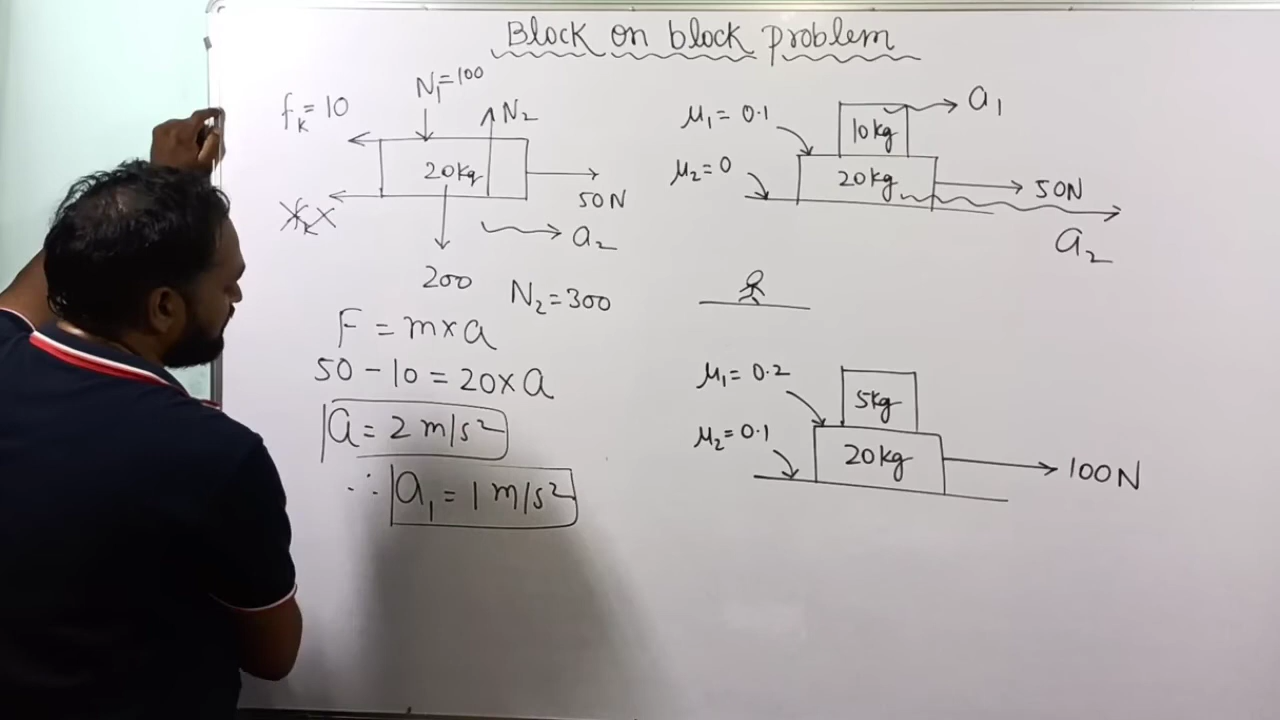 Block on block problem
fk = 10
N1 = 100
N2
20kg
50N
fk
a2
200
N2 = 300
F = m x a
50 - 10 = 20 x a
a = 2 m/s²
∴ a1 = 1 m/s²
μ1 = 0.1
10kg
a1
μ2 = 0
20kg
50N
a2
μ1 = 0.2
5kg
μ2 = 0.1
20kg
100N